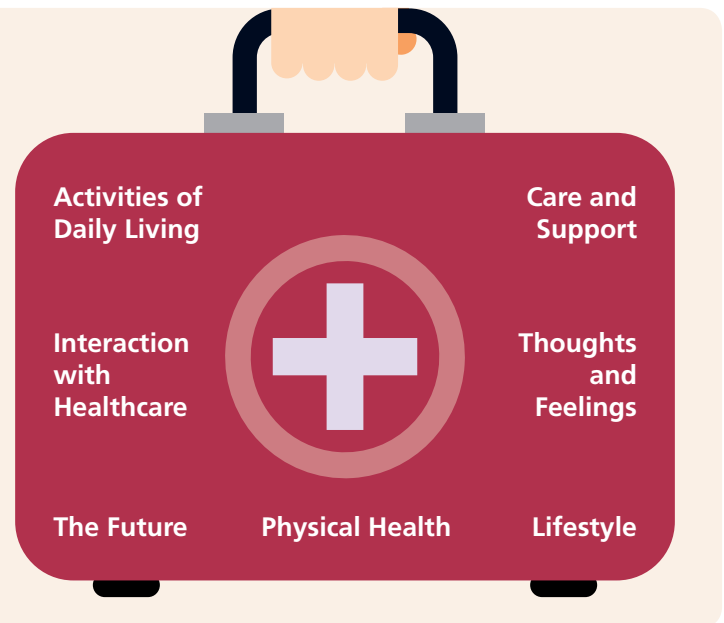 Activities of
Daily Living
Care and
Support
Interaction
with
Healthcare
Thoughts
and
Feelings
The Future
Physical Health
Lifestyle